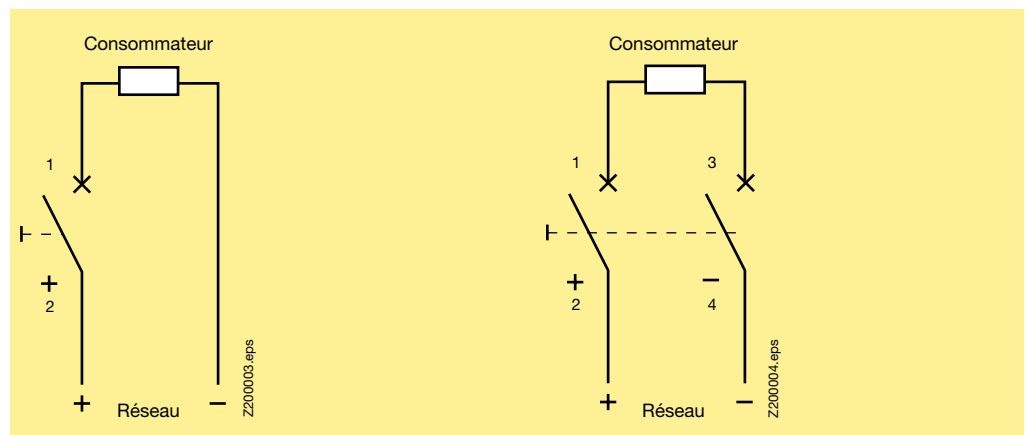 Consommateur
1
+
2
+ Réseau −
Z200003.eps
Consommateur
1 3
+ −
2 4
+ Réseau −
Z200004.eps